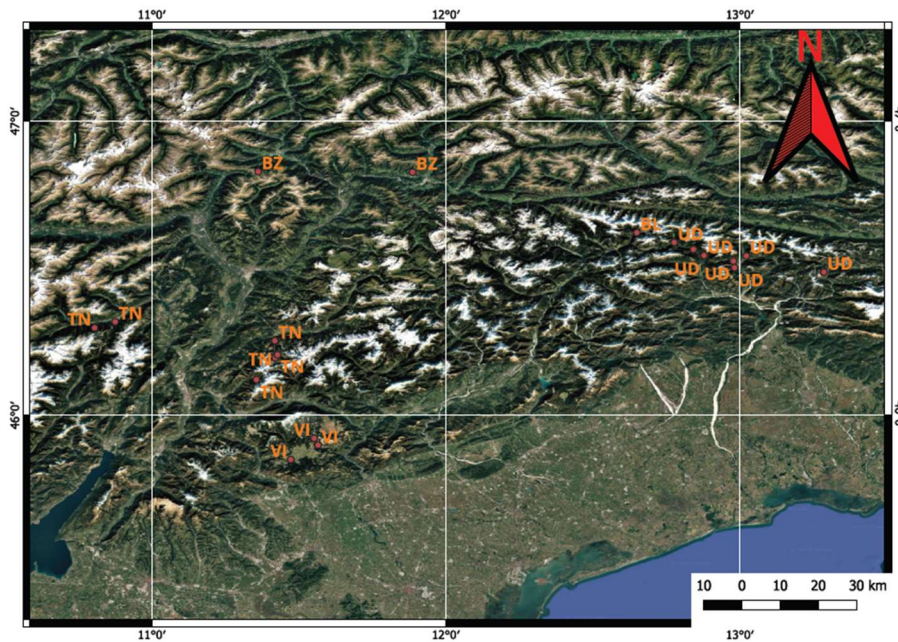 11°0' 12°0' 13°0'
N
47°0'
BZ BZ
BL
UD
UD UD UD
UD UD UD
TN TN
TN
TN TN
TN
46°0'
VI VI
VI
10 0 10 20 30 km
11°0' 12°0' 13°0'